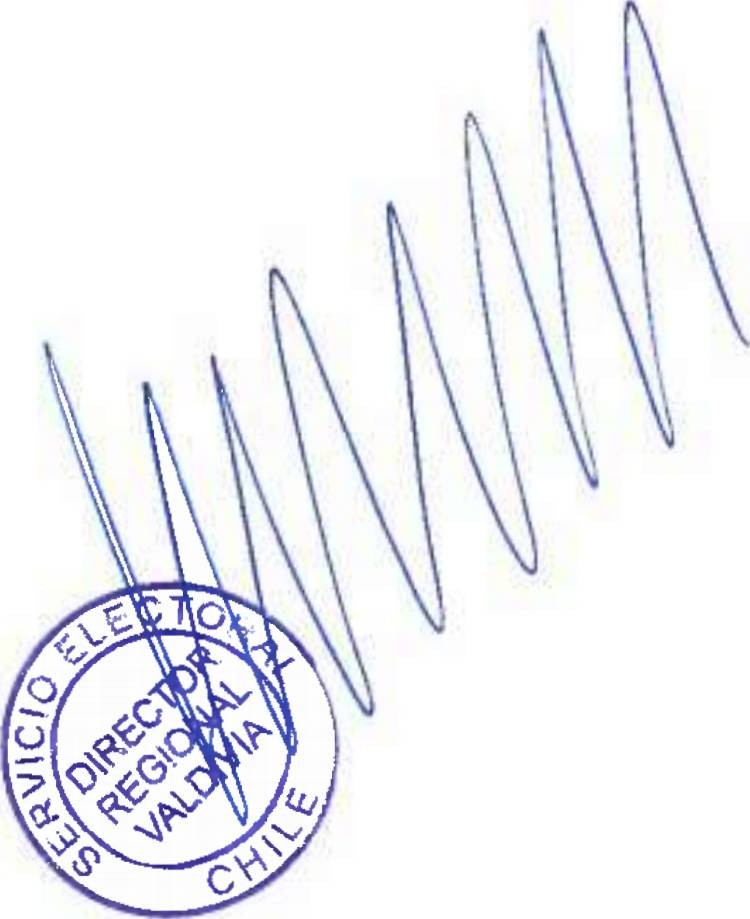 SERVICIO ELECTORAL
DIRECTOR
REGIONAL
VALDIVIA
CHILE